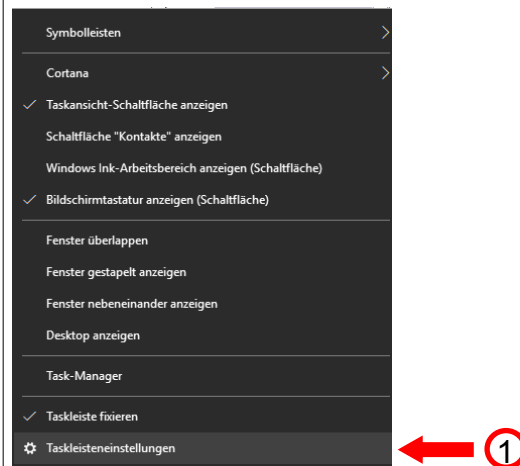 Symbolleisten
Cortana
Taskansicht-Schaltfläche anzeigen
Schaltfläche "Kontakte" anzeigen
Windows Ink-Arbeitsbereich anzeigen (Schaltfläche)
Bildschirmtastatur anzeigen (Schaltfläche)
Fenster überlappen
Fenster gestapelt anzeigen
Fenster nebeneinander anzeigen
Desktop anzeigen
Task-Manager
Taskleiste fixieren
Taskleisteneinstellungen 1